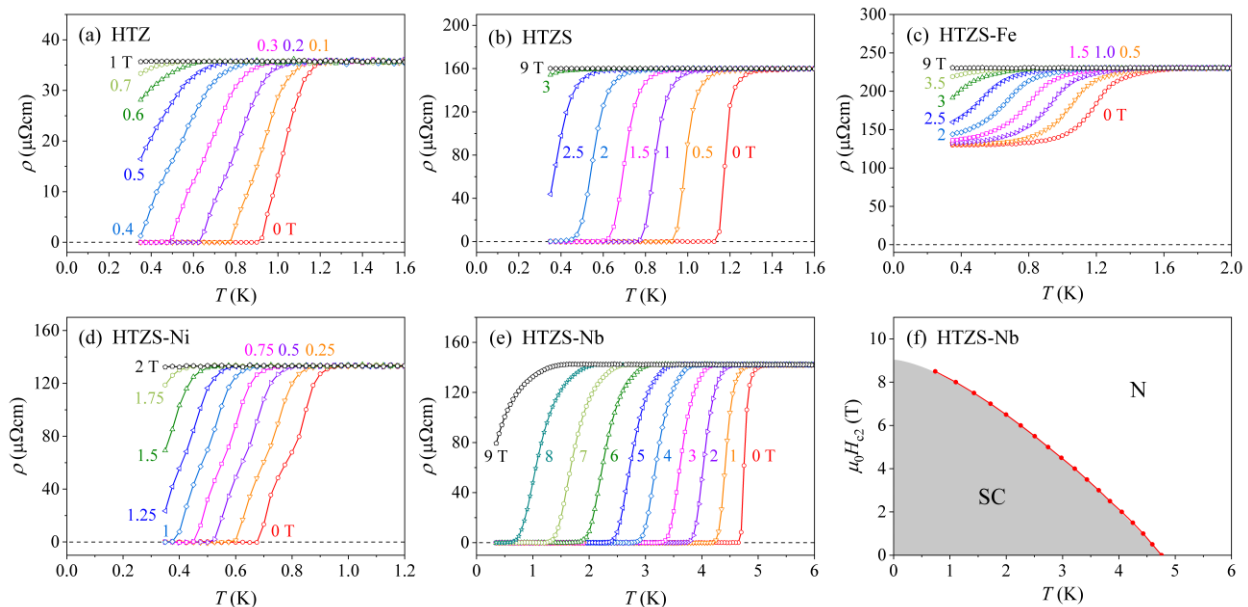 (a) HTZ
0.3 0.2 0.1
1 T
0.7
0.6
0.5
0.4
0 T
36
24
12
0
0.0 0.2 0.4 0.6 0.8 1.0 1.2 1.4 1.6
ρ (μΩcm)
T (K)
(b) HTZS
9 T
3
2.5 2 1.5 1 0.5 0 T
200
160
120
80
40
0
0.0 0.2 0.4 0.6 0.8 1.0 1.2 1.4 1.6
ρ (μΩcm)
T (K)
(c) HTZS-Fe
1.5 1.0 0.5
9 T
3.5
3
2.5
2
0 T
300
250
200
150
100
50
0
0.0 0.4 0.8 1.2 1.6 2.0
ρ (μΩcm)
T (K)
(d) HTZS-Ni
0.75 0.5 0.25
2 T
1.75
1.5
1.25
1
0 T
160
120
80
40
0
0.0 0.2 0.4 0.6 0.8 1.0 1.2
ρ (μΩcm)
T (K)
(e) HTZS-Nb
9 T 8 7 6 5 4 3 2 1 0 T
160
120
80
40
0
0 1 2 3 4 5 6
ρ (μΩcm)
T (K)
(f) HTZS-Nb
N
SC
10
8
6
4
2
0
0 1 2 3 4 5 6
μ₀Hc2 (T)
T (K)